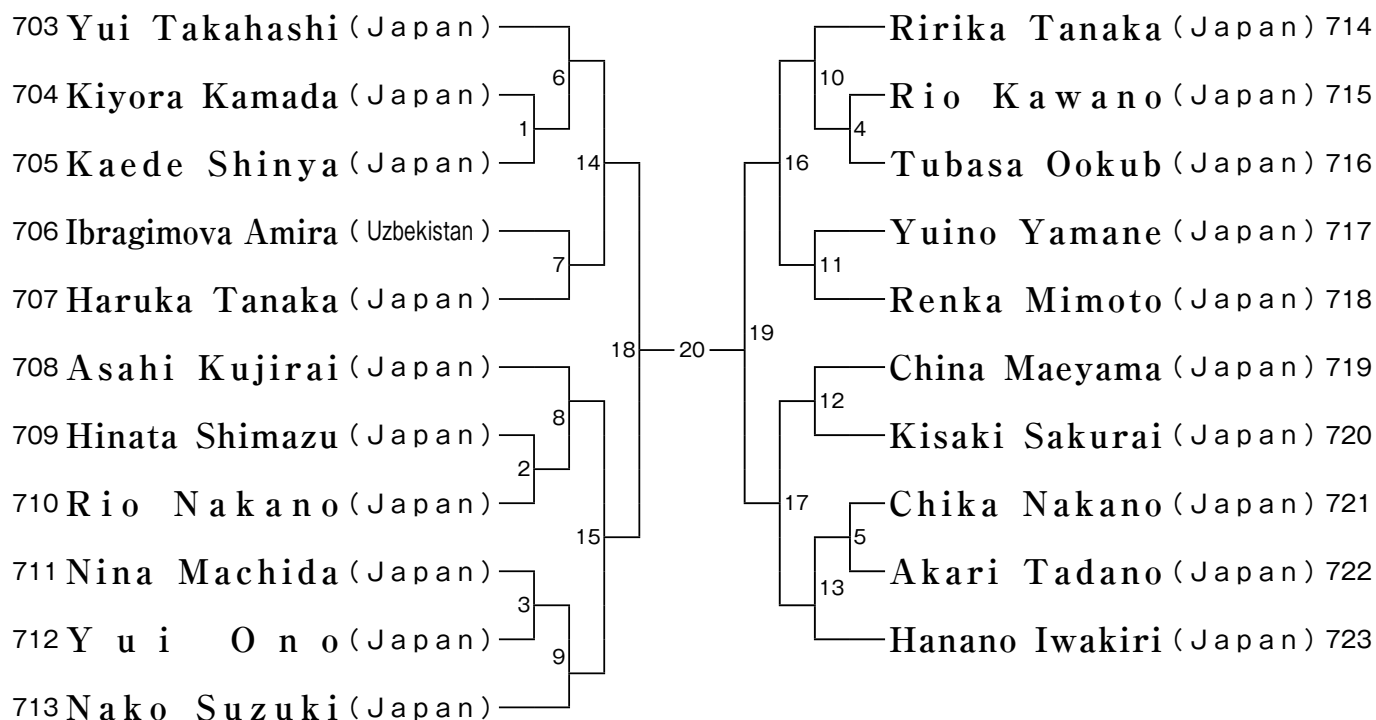 703 Yui Takahashi (Japan)
6
704 Kiyora Kamada (Japan)
1
705 Kaede Shinya (Japan)
14
706 Ibragimova Amira (Uzbekistan)
7
707 Haruka Tanaka (Japan)
18
708 Asahi Kujirai (Japan)
8
709 Hinata Shimazu (Japan)
2
710 Rio Nakano (Japan)
15
711 Nina Machida (Japan)
3
712 Yui Ono (Japan)
9
713 Nako Suzuki (Japan)
20
Ririka Tanaka (Japan) 714
10
Rio Kawano (Japan) 715
4
Tubasa Ookub (Japan) 716
16
Yuino Yamane (Japan) 717
11
Renka Mimoto (Japan) 718
19
China Maeyama (Japan) 719
12
Kisaki Sakurai (Japan) 720
17
Chika Nakano (Japan) 721
5
Akari Tadano (Japan) 722
13
Hanano Iwakiri (Japan) 723